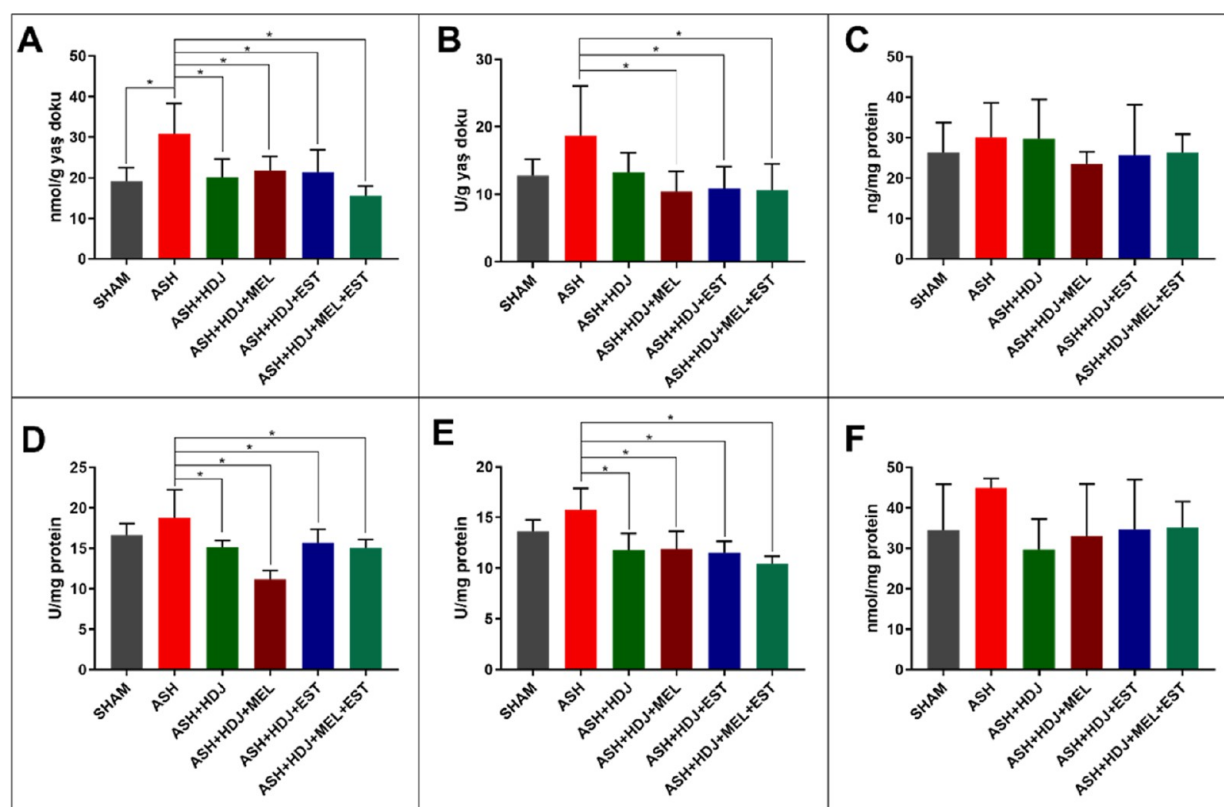 A
nmol/g yaş doku
50
40
30
20
10
0
* * * * *
SHAM
ASH
ASH+HDJ
ASH+HDJ+MEL
ASH+HDJ+EST
ASH+HDJ+MEL+EST
B
U/g yaş doku
30
20
10
0
* * *
SHAM
ASH
ASH+HDJ
ASH+HDJ+MEL
ASH+HDJ+EST
ASH+HDJ+MEL+EST
C
ng/mg protein
50
40
30
20
10
0
SHAM
ASH
ASH+HDJ
ASH+HDJ+MEL
ASH+HDJ+EST
ASH+HDJ+MEL+EST
D
U/mg protein
25
20
15
10
5
0
* * * *
SHAM
ASH
ASH+HDJ
ASH+HDJ+MEL
ASH+HDJ+EST
ASH+HDJ+MEL+EST
E
U/mg protein
20
15
10
5
0
* * * *
SHAM
ASH
ASH+HDJ
ASH+HDJ+MEL
ASH+HDJ+EST
ASH+HDJ+MEL+EST
F
nmol/mg protein
50
40
30
20
10
0
SHAM
ASH
ASH+HDJ
ASH+HDJ+MEL
ASH+HDJ+EST
ASH+HDJ+MEL+EST